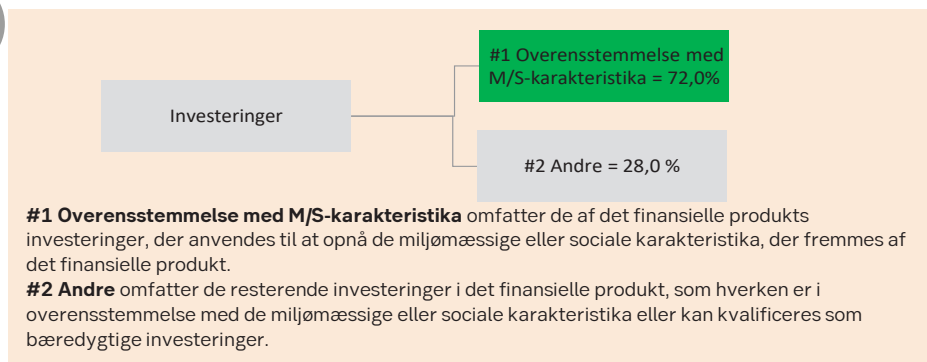 #1 Overensstemmelse med
M/S-karakteristika = 72,0%
Investeringer
#2 Andre = 28,0 %
#1 Overensstemmelse med M/S-karakteristika omfatter de af det finansielle produkts
investeringer, der anvendes til at opnå de miljømæssige eller sociale karakteristika, der fremmes af
det finansielle produkt.
#2 Andre omfatter de resterende investeringer i det finansielle produkt, som hverken er i
overensstemmelse med de miljømæssige eller sociale karakteristika eller kan kvalificeres som
bæredygtige investeringer.